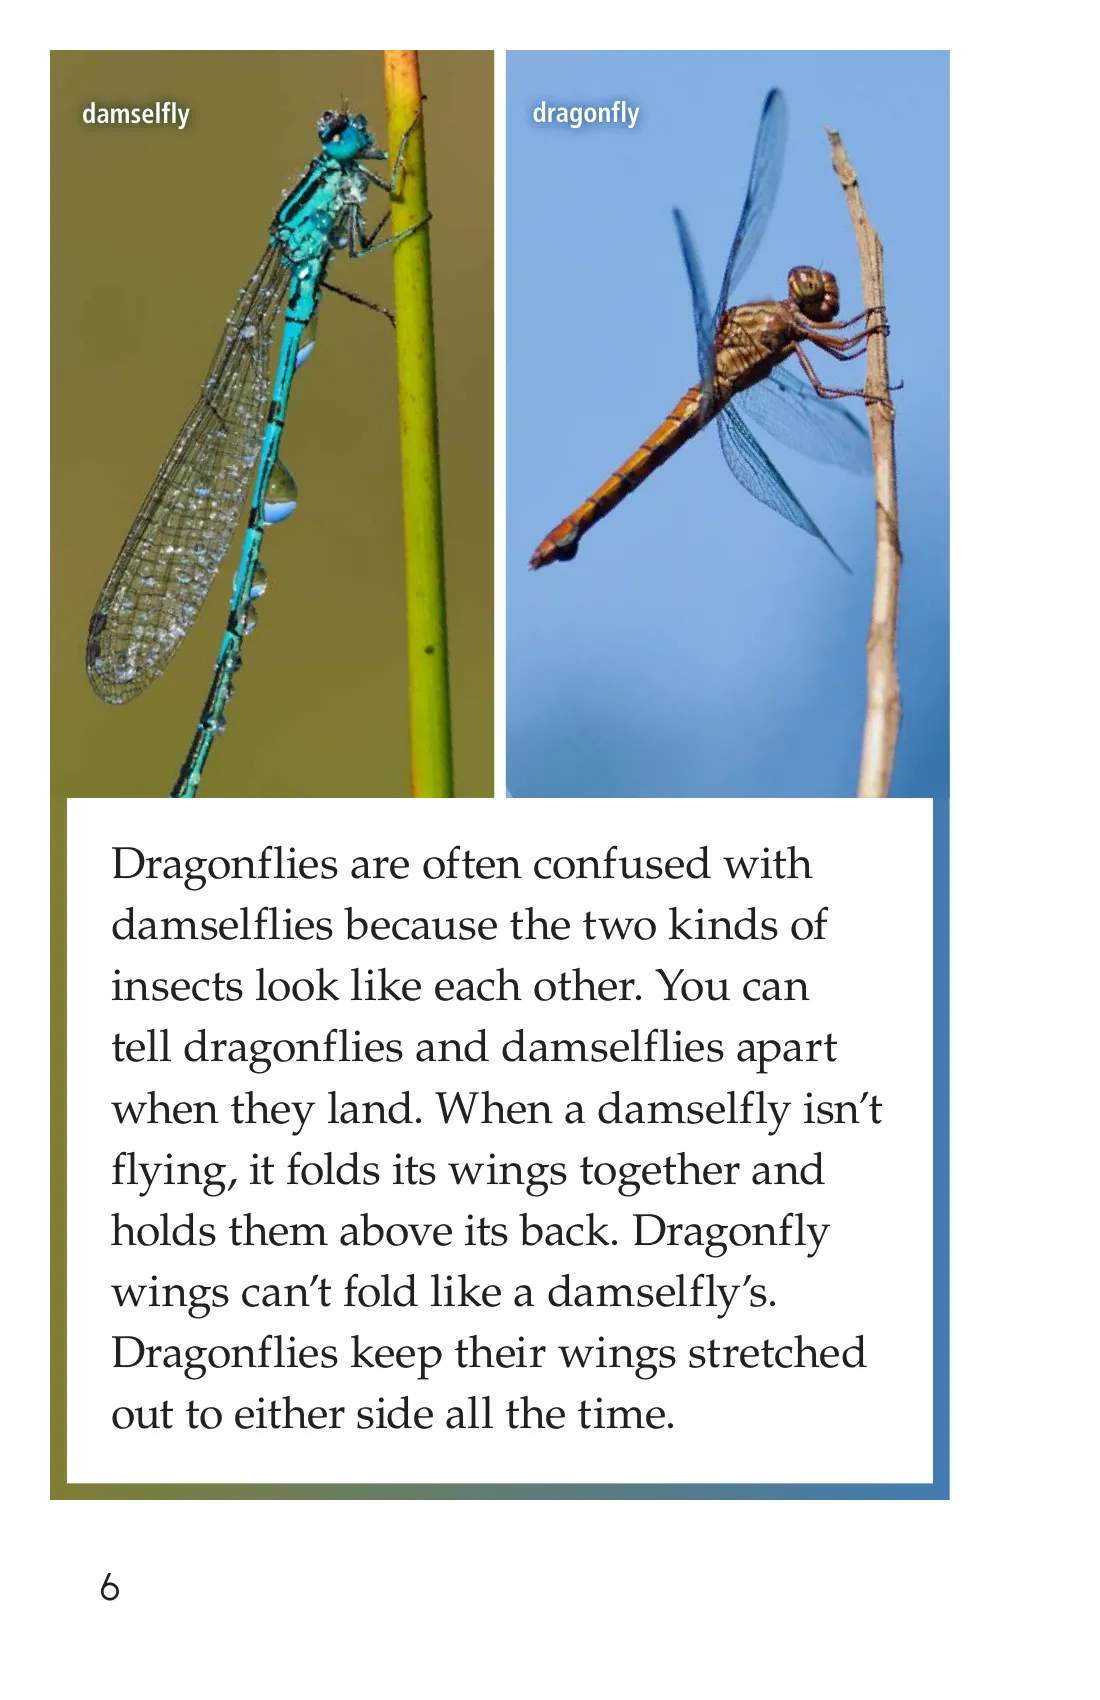 damselfly
dragonfly
Dragonflies are often confused with
damselflies because the two kinds of
insects look like each other. You can
tell dragonflies and damselflies apart
when they land. When a damselfly isn’t
flying, it folds its wings together and
holds them above its back. Dragonfly
wings can’t fold like a damselfly’s.
Dragonflies keep their wings stretched
out to either side all the time.
6